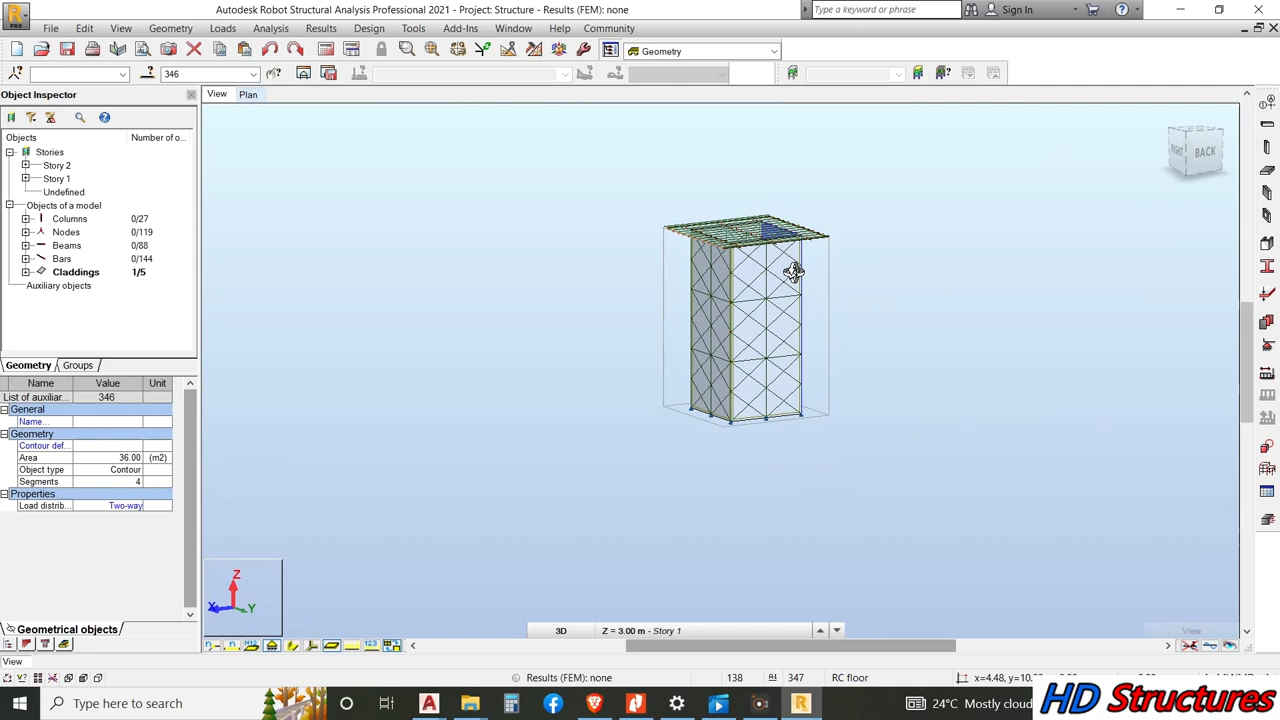 Autodesk Robot Structural Analysis Professional 2021 - Project: Structure - Results (FEM): none
Type a keyword or phrase
Sign In
File Edit View Geometry Loads Analysis Results Design Tools Add-Ins Window Help Community
Geometry
346
Object Inspector
View Plan
Objects Number of o...
Stories
Story 2
Story 1
Undefined
Objects of a model
Columns 0/27
Nodes 0/119
Beams 0/88
Bars 0/144
Claddings 1/5
Auxiliary objects
RIGHT BACK
Geometry Groups
Name Value Unit
List of auxiliar... 346
General
Name...
Geometry
Contour def...
Area 36.00 (m2)
Object type Contour
Segments 4
Properties
Load distrib... Two-way
Z
X Y
Geometrical objects
3D Z = 3.00 m - Story 1
View
View
Results (FEM): none 138 347 RC floor
Type here to search
24°C Mostly cloud
HD Structures